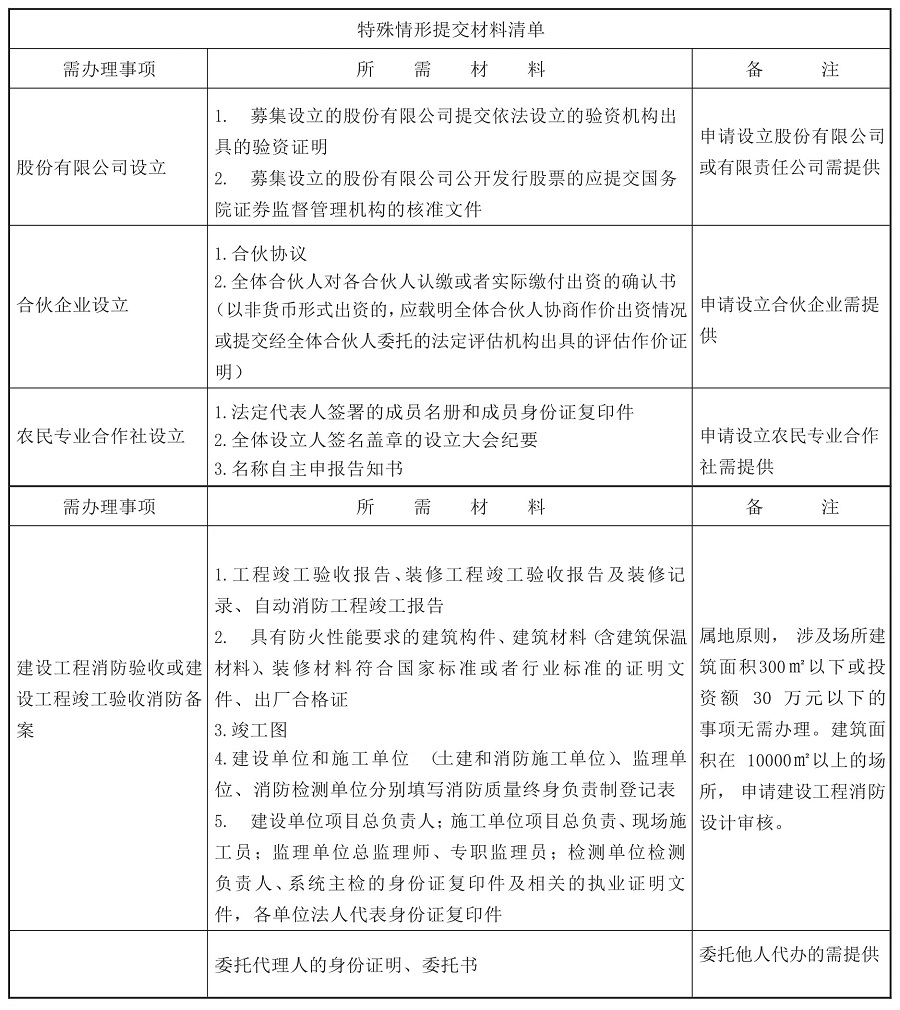 特殊情形提交材料清单
需办理事项 所 需 材 料 备 注
股份有限公司设立
1. 募集设立的股份有限公司提交依法设立的验资机构出
具的验资证明
2. 募集设立的股份有限公司公开发行股票的应提交国务
院证券监督管理机构的核准文件
申请设立股份有限公司
或有限责任公司需提供
合伙企业设立
1.合伙协议
2.全体合伙人对各合伙人认缴或者实际缴付出资的确认书
（以非货币形式出资的,应载明全体合伙人协商作价出资情况
或提交经全体合伙人委托的法定评估机构出具的评估作价证
明）
申请设立合伙企业需提
供
农民专业合作社设立
1.法定代表人签署的成员名册和成员身份证复印件
2.全体设立人签名盖章的设立大会纪要
3.名称自主申报告知书
申请设立农民专业合作
社需提供
需办理事项 所 需 材 料 备 注
建设工程消防验收或建
设工程竣工验收消防备
案
1.工程竣工验收报告、装修工程竣工验收报告及装修记
录、自动消防工程竣工报告
2. 具有防火性能要求的建筑构件、建筑材料(含建筑保温
材料)、装修材料符合国家标准或者行业标准的证明文
件、出厂合格证
3.竣工图
4.建设单位和施工单位 （土建和消防施工单位）、监理单
位、消防检测单位分别填写消防质量终身负责制登记表
5. 建设单位项目总负责人；施工单位项目总负责、现场施
工员；监理单位总监理师、专职监理员；检测单位检测
负责人、系统主检的身份证复印件及相关的执业证明文
件，各单位法人代表身份证复印件
属地原则， 涉及场所建
筑面积300㎡以下或投
资额 30 万元以下的
事项无需办理。建筑面
积在 10000㎡以上的场
所， 申请建设工程消防
设计审核。
委托代理人的身份证明、委托书
委托他人代办的需提供